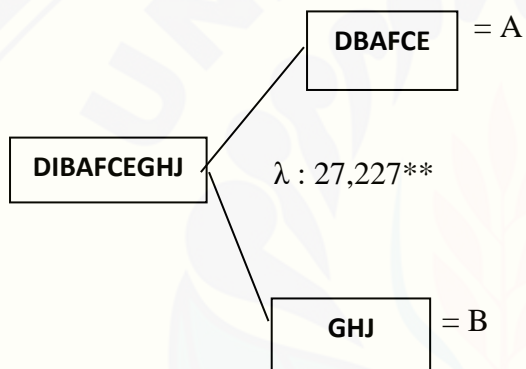 DBAFCE = A
DIBAFCEGHJ
λ : 27,227**
GHJ = B